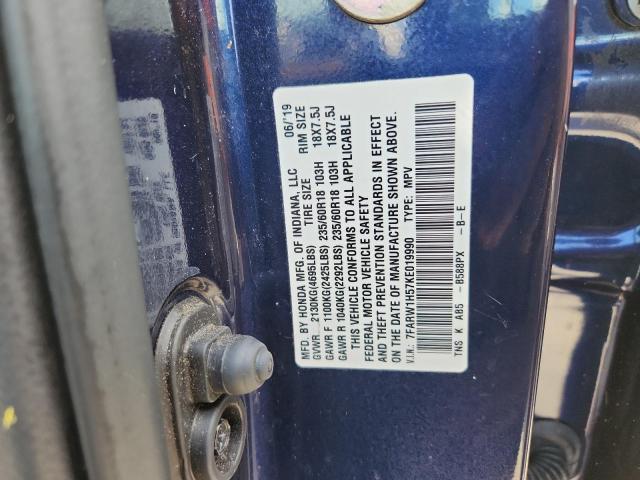 MFD. BY HONDA MFG. OF INDIANA, LLC 06/'19
GVWR 2130KG(4695LBS) TIRE SIZE RIM SIZE
GAWR F 1100KG(2425LBS) 235/60R18 103H 18X7.5J
GAWR R 1040KG(2292LBS) 235/60R18 103H 18X7.5J
THIS VEHICLE CONFORMS TO ALL APPLICABLE
FEDERAL MOTOR VEHICLE SAFETY
AND THEFT PREVENTION STANDARDS IN EFFECT
ON THE DATE OF MANUFACTURE SHOWN ABOVE.
V.I.N.: 7FARW1H57KE019990 TYPE: MPV
TNS K AB5 -B588PX -B-E